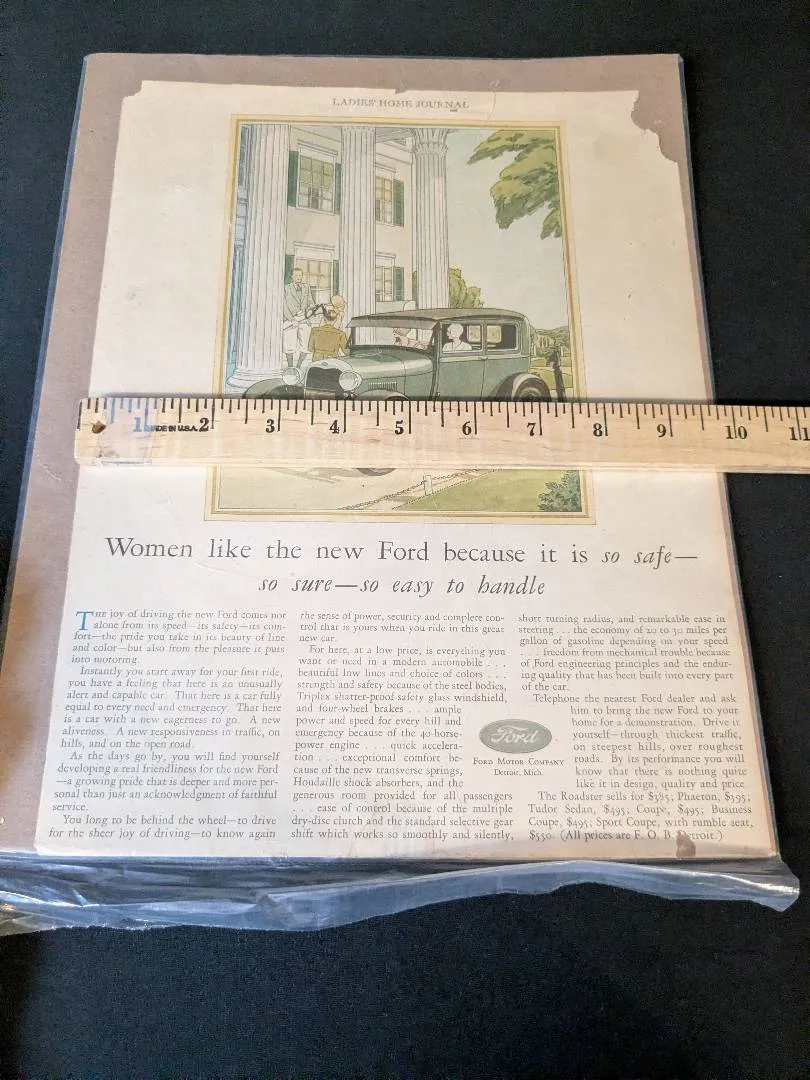 LADIES' HOME JOURNAL
1 MADE IN U.S.A. 2 3 4 5 6 7 8 9 10 11
Women like the new Ford because it is so safe—
so sure—so easy to handle
THE joy of driving the new Ford comes not
alone from its speed—its safety—its com-
fort—the pride you take in its beauty of line
and color—but also from the pleasure it puts
into motoring.
Instantly you start away for your first ride,
you have a feeling that here is an unusually
alert and capable car. That here is a car fully
equal to every need and emergency. That here
is a car with a new eagerness to go. A new
aliveness. A new responsiveness in traffic, on
hills, and on the open road.
As the days go by, you will find yourself
developing a real friendliness for the new Ford
—a growing pride that is deeper and more per-
sonal than just an acknowledgment of faithful
service.
You long to be behind the wheel—to drive
for the sheer joy of driving—to know again
the sense of power, security and complete con-
trol that is yours when you ride in this great
new car.
For here, at a low price, is everything you
want or need in a modern automobile . . .
beautiful low lines and choice of colors . . .
strength and safety because of the steel bodies,
Triplex shatter-proof safety glass windshield,
and four-wheel brakes . . . ample
power and speed for every hill and
emergency because of the 40-horse-
power engine . . . quick accelera-
tion . . . exceptional comfort be-
cause of the new transverse springs,
Houdaille shock absorbers, and the
generous room provided for all passengers
. . . ease of control because of the multiple
dry-disc clutch and the standard selective gear
shift which works so smoothly and silently,
Ford
FORD MOTOR COMPANY
Detroit, Mich.
short turning radius, and remarkable ease in
steering . . . the economy of 20 to 30 miles per
gallon of gasoline depending on your speed
. . . freedom from mechanical trouble because
of Ford engineering principles and the endur-
ing quality that has been built into every part
of the car.
Telephone the nearest Ford dealer and ask
him to bring the new Ford to your
home for a demonstration. Drive it
yourself—through thickest traffic,
on steepest hills, over roughest
roads. By its performance you will
know that there is nothing quite
like it in design, quality and price.
The Roadster sells for $385; Phaeton, $395;
Tudor Sedan, $495; Coupe, $495; Business
Coupe, $495; Sport Coupe, with rumble seat,
$550. (All prices are F. O. B. Detroit.)